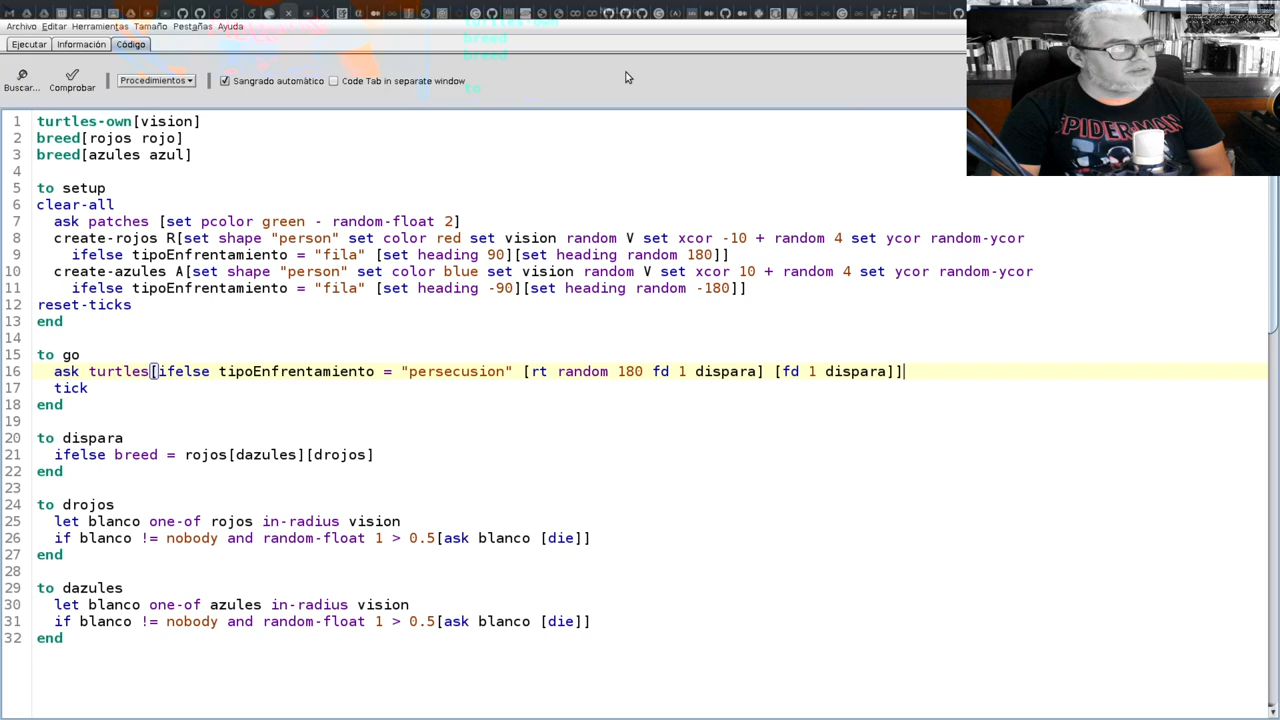 Archivo Editar Herramientas Tamaño Pestañas Ayuda
Ejecutar Información Código
turtles-own
breed
breed
to
Buscar... Comprobar Procedimientos Sangrado automático Code Tab in separate window
SPIDER-MAN
1 turtles-own[vision]
2 breed[rojos rojo]
3 breed[azules azul]
4
5 to setup
6 clear-all
7 ask patches [set pcolor green - random-float 2]
8 create-rojos R[set shape "person" set color red set vision random V set xcor -10 + random 4 set ycor random-ycor
9 ifelse tipoEnfrentamiento = "fila" [set heading 90][set heading random 180]]
10 create-azules A[set shape "person" set color blue set vision random V set xcor 10 + random 4 set ycor random-ycor
11 ifelse tipoEnfrentamiento = "fila" [set heading -90][set heading random -180]]
12 reset-ticks
13 end
14
15 to go
16 ask turtles[ifelse tipoEnfrentamiento = "persecusion" [rt random 180 fd 1 dispara] [fd 1 dispara]]
17 tick
18 end
19
20 to dispara
21 ifelse breed = rojos[dazules][drojos]
22 end
23
24 to drojos
25 let blanco one-of rojos in-radius vision
26 if blanco != nobody and random-float 1 > 0.5[ask blanco [die]]
27 end
28
29 to dazules
30 let blanco one-of azules in-radius vision
31 if blanco != nobody and random-float 1 > 0.5[ask blanco [die]]
32 end